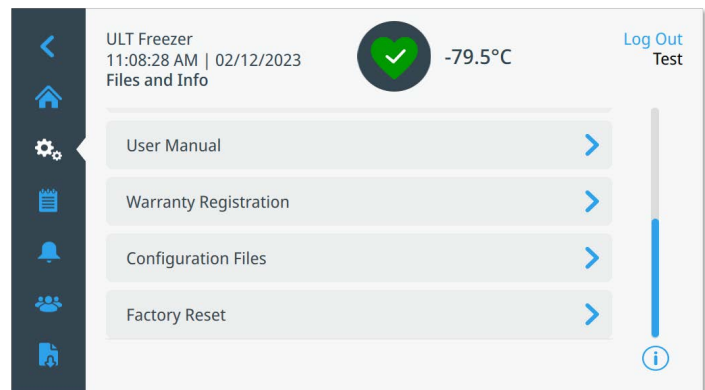 ULT Freezer
11:08:28 AM | 02/12/2023
Files and Info
-79.5°C
Log Out
Test
User Manual
Warranty Registration
Configuration Files
Factory Reset
i